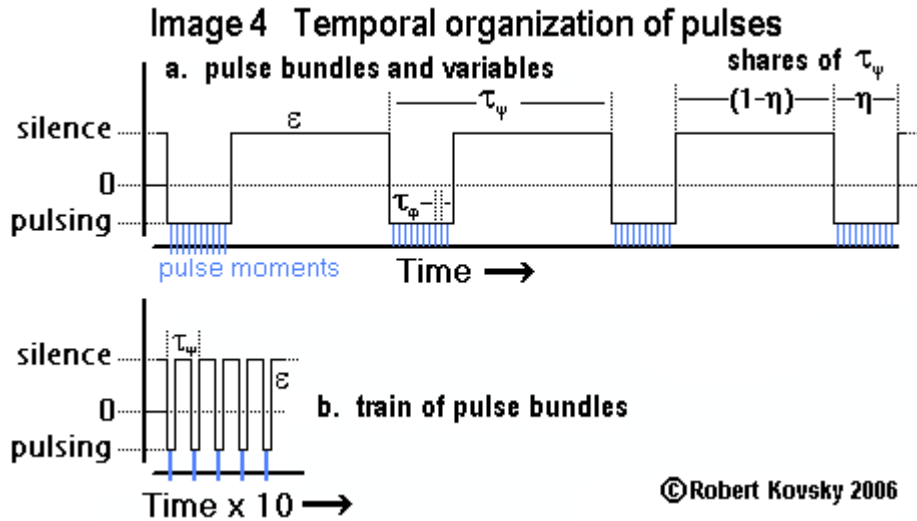 Image 4 Temporal organization of pulses
a. pulse bundles and variables
shares of τψ
silence
ε
τψ
(1-η)
η
0
τφ
pulsing
pulse moments
Time →
silence
τψ
ε
0
b. train of pulse bundles
pulsing
Time x 10 →
©Robert Kovsky 2006